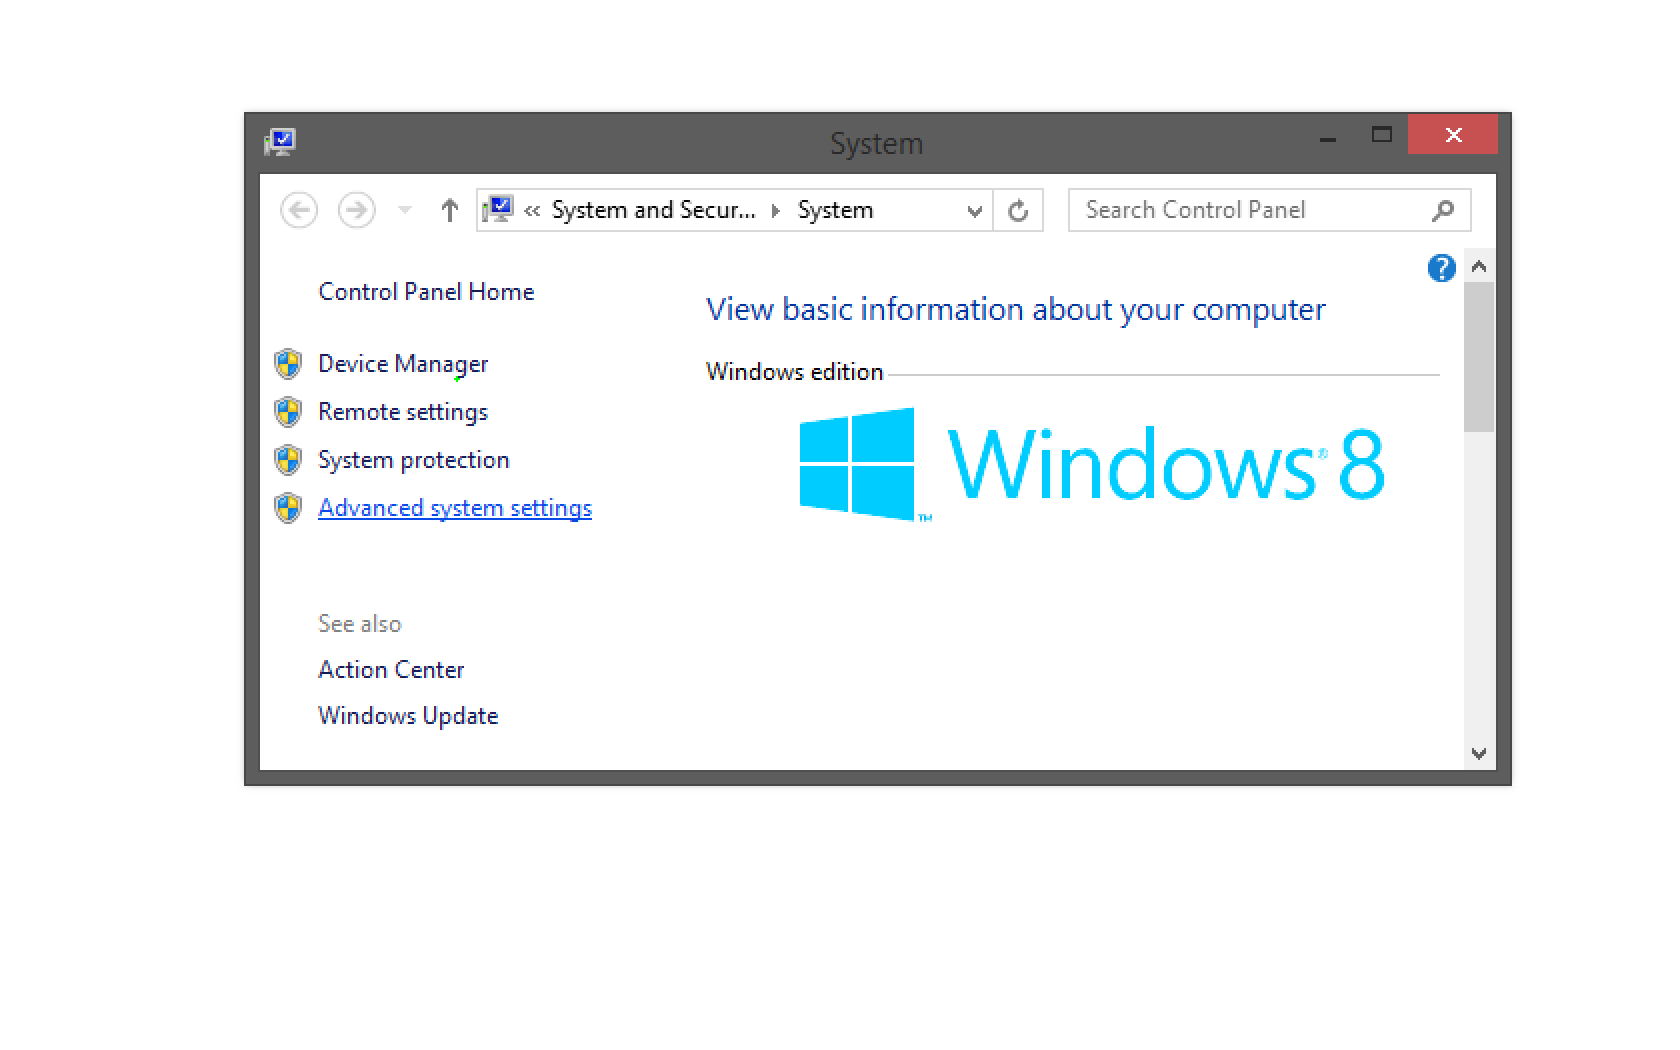 System
« System and Secur... System
Search Control Panel
Control Panel Home
Device Manager
Remote settings
System protection
Advanced system settings
See also
Action Center
Windows Update
View basic information about your computer
Windows edition
Windows® 8
™